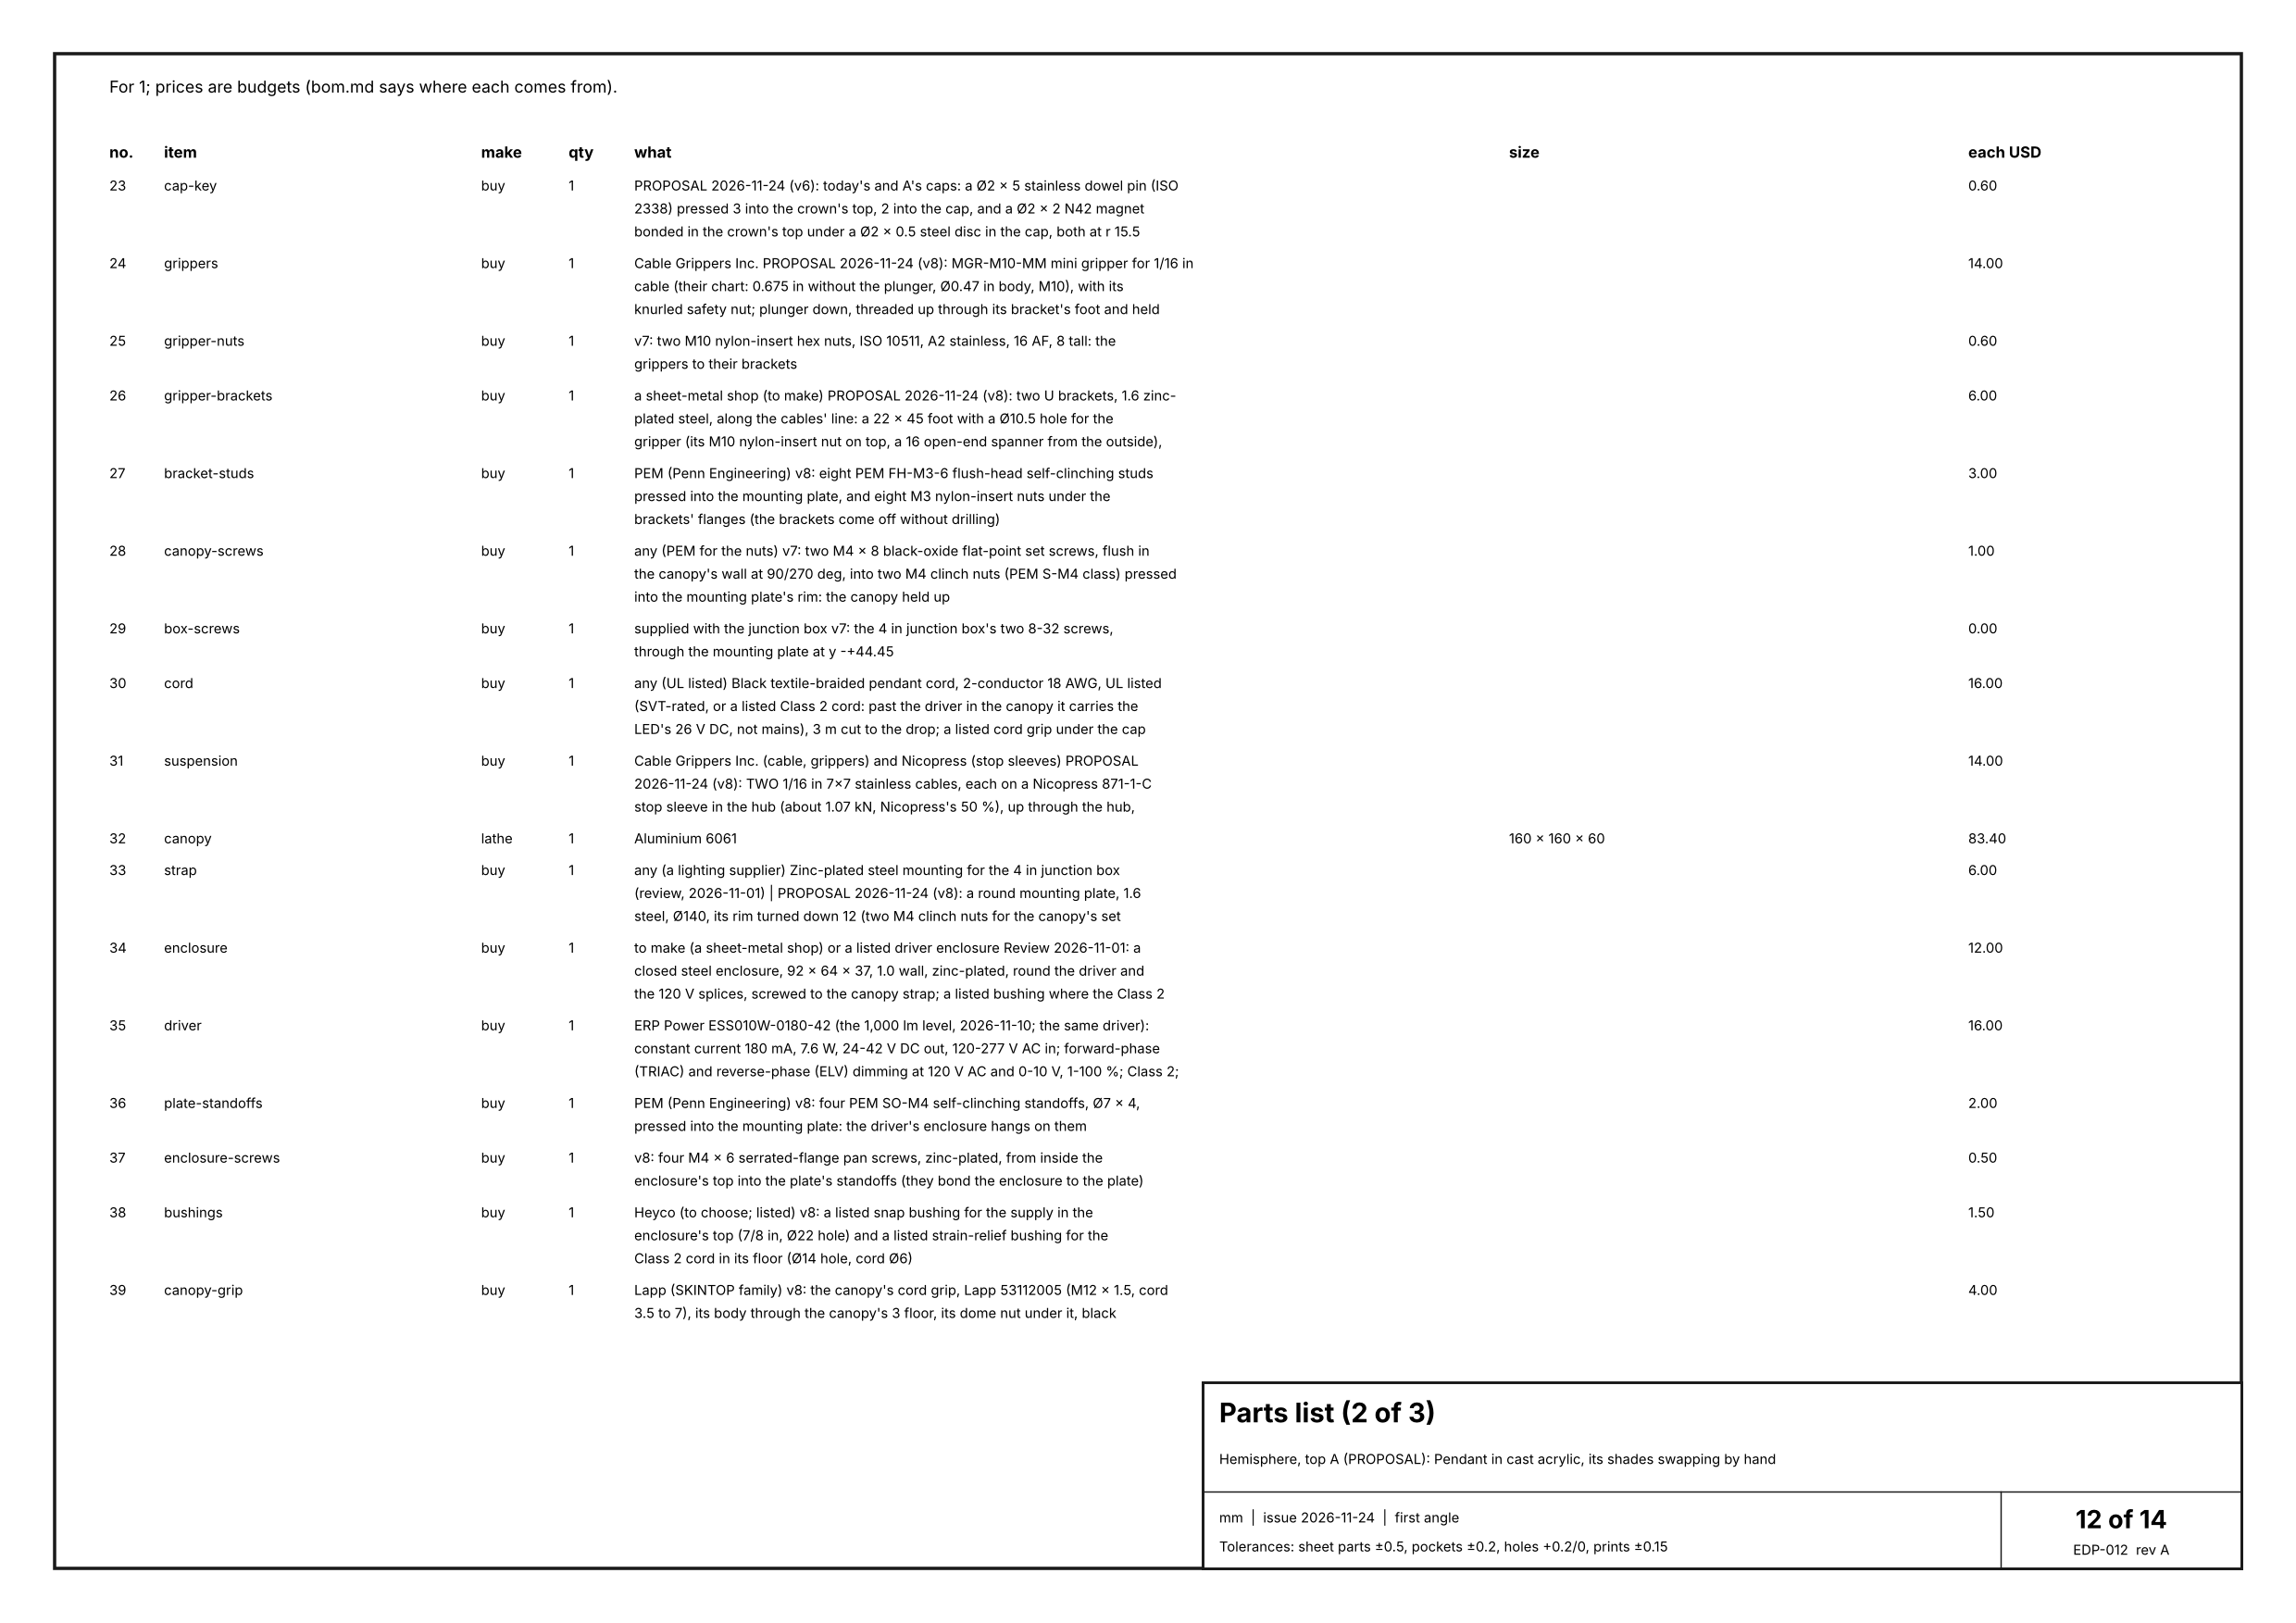 For 1; prices are budgets (bom.md says where each comes from).
no. item make qty what size each USD
23 cap-key buy 1 PROPOSAL 2026-11-24 (v6): today's and A's caps: a Ø2 × 5 stainless dowel pin (ISO 0.60
2338) pressed 3 into the crown's top, 2 into the cap, and a Ø2 × 2 N42 magnet
bonded in the crown's top under a Ø2 × 0.5 steel disc in the cap, both at r 15.5
24 grippers buy 1 Cable Grippers Inc. PROPOSAL 2026-11-24 (v8): MGR-M10-MM mini gripper for 1/16 in 14.00
cable (their chart: 0.675 in without the plunger, Ø0.47 in body, M10), with its
knurled safety nut; plunger down, threaded up through its bracket's foot and held
25 gripper-nuts buy 1 v7: two M10 nylon-insert hex nuts, ISO 10511, A2 stainless, 16 AF, 8 tall: the 0.60
grippers to their brackets
26 gripper-brackets buy 1 a sheet-metal shop (to make) PROPOSAL 2026-11-24 (v8): two U brackets, 1.6 zinc- 6.00
plated steel, along the cables' line: a 22 × 45 foot with a Ø10.5 hole for the
gripper (its M10 nylon-insert nut on top, a 16 open-end spanner from the outside),
27 bracket-studs buy 1 PEM (Penn Engineering) v8: eight PEM FH-M3-6 flush-head self-clinching studs 3.00
pressed into the mounting plate, and eight M3 nylon-insert nuts under the
brackets' flanges (the brackets come off without drilling)
28 canopy-screws buy 1 any (PEM for the nuts) v7: two M4 × 8 black-oxide flat-point set screws, flush in 1.00
the canopy's wall at 90/270 deg, into two M4 clinch nuts (PEM S-M4 class) pressed
into the mounting plate's rim: the canopy held up
29 box-screws buy 1 supplied with the junction box v7: the 4 in junction box's two 8-32 screws, 0.00
through the mounting plate at y -+44.45
30 cord buy 1 any (UL listed) Black textile-braided pendant cord, 2-conductor 18 AWG, UL listed 16.00
(SVT-rated, or a listed Class 2 cord: past the driver in the canopy it carries the
LED's 26 V DC, not mains), 3 m cut to the drop; a listed cord grip under the cap
31 suspension buy 1 Cable Grippers Inc. (cable, grippers) and Nicopress (stop sleeves) PROPOSAL 14.00
2026-11-24 (v8): TWO 1/16 in 7×7 stainless cables, each on a Nicopress 871-1-C
stop sleeve in the hub (about 1.07 kN, Nicopress's 50 %), up through the hub,
32 canopy lathe 1 Aluminium 6061 160 × 160 × 60 83.40
33 strap buy 1 any (a lighting supplier) Zinc-plated steel mounting for the 4 in junction box 6.00
(review, 2026-11-01) | PROPOSAL 2026-11-24 (v8): a round mounting plate, 1.6
steel, Ø140, its rim turned down 12 (two M4 clinch nuts for the canopy's set
34 enclosure buy 1 to make (a sheet-metal shop) or a listed driver enclosure Review 2026-11-01: a 12.00
closed steel enclosure, 92 × 64 × 37, 1.0 wall, zinc-plated, round the driver and
the 120 V splices, screwed to the canopy strap; a listed bushing where the Class 2
35 driver buy 1 ERP Power ESS010W-0180-42 (the 1,000 lm level, 2026-11-10; the same driver): 16.00
constant current 180 mA, 7.6 W, 24-42 V DC out, 120-277 V AC in; forward-phase
(TRIAC) and reverse-phase (ELV) dimming at 120 V AC and 0-10 V, 1-100 %; Class 2;
36 plate-standoffs buy 1 PEM (Penn Engineering) v8: four PEM SO-M4 self-clinching standoffs, Ø7 × 4, 2.00
pressed into the mounting plate: the driver's enclosure hangs on them
37 enclosure-screws buy 1 v8: four M4 × 6 serrated-flange pan screws, zinc-plated, from inside the 0.50
enclosure's top into the plate's standoffs (they bond the enclosure to the plate)
38 bushings buy 1 Heyco (to choose; listed) v8: a listed snap bushing for the supply in the 1.50
enclosure's top (7/8 in, Ø22 hole) and a listed strain-relief bushing for the
Class 2 cord in its floor (Ø14 hole, cord Ø6)
39 canopy-grip buy 1 Lapp (SKINTOP family) v8: the canopy's cord grip, Lapp 53112005 (M12 × 1.5, cord 4.00
3.5 to 7), its body through the canopy's 3 floor, its dome nut under it, black
Parts list (2 of 3)
Hemisphere, top A (PROPOSAL): Pendant in cast acrylic, its shades swapping by hand
mm | issue 2026-11-24 | first angle
Tolerances: sheet parts ±0.5, pockets ±0.2, holes +0.2/0, prints ±0.15
12 of 14
EDP-012 rev A